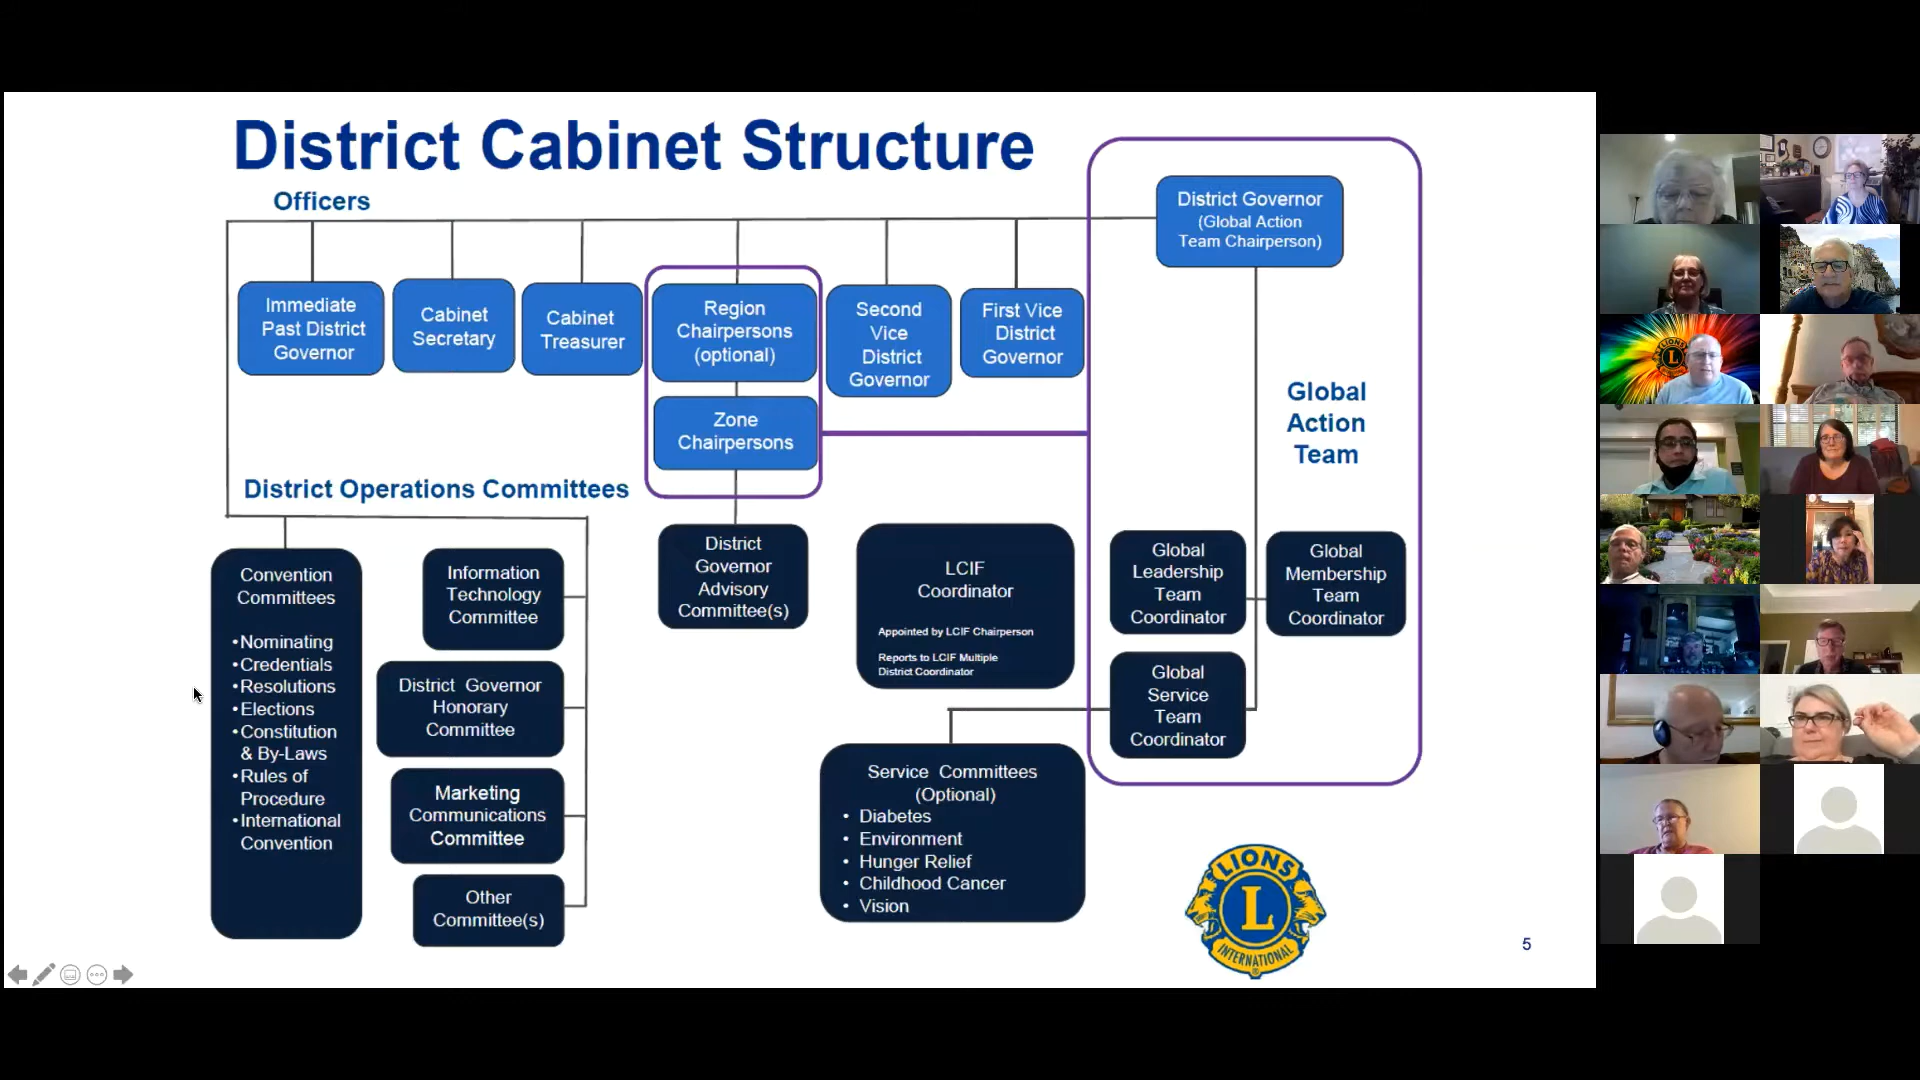 District Cabinet Structure
Officers
District Governor
(Global Action
Team Chairperson)
Immediate
Past District
Governor
Cabinet
Secretary
Cabinet
Treasurer
Region
Chairpersons
(optional)
Second
Vice
District
Governor
First Vice
District
Governor
Zone
Chairpersons
Global
Action
Team
District Operations Committees
Convention
Committees
•Nominating
•Credentials
•Resolutions
•Elections
•Constitution
& By-Laws
•Rules of
Procedure
•International
Convention
Information
Technology
Committee
District Governor
Honorary
Committee
Marketing
Communications
Committee
Other
Committee(s)
District
Governor
Advisory
Committee(s)
LCIF
Coordinator
Appointed by LCIF Chairperson
Reports to LCIF Multiple
District Coordinator
Global
Leadership
Team
Coordinator
Global
Membership
Team
Coordinator
Global
Service
Team
Coordinator
Service Committees
(Optional)
• Diabetes
• Environment
• Hunger Relief
• Childhood Cancer
• Vision
LIONS
L
INTERNATIONAL
®
5
LIONS
L